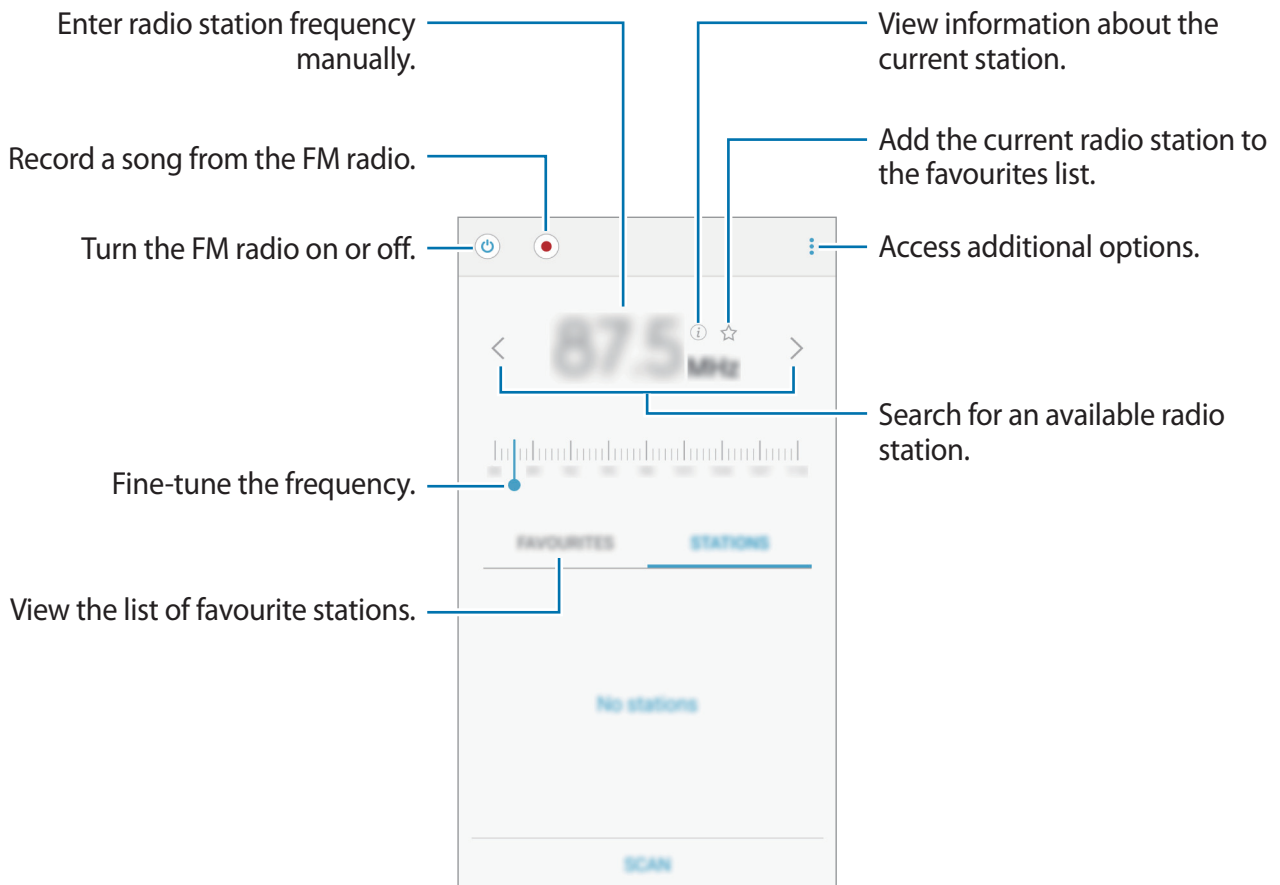 Enter radio station frequency
manually.
View information about the
current station.
Record a song from the FM radio.
Add the current radio station to
the favourites list.
Turn the FM radio on or off.
Access additional options.
87.5 MHz
Search for an available radio
station.
Fine-tune the frequency.
FAVOURITES STATIONS
View the list of favourite stations.
No stations
SCAN